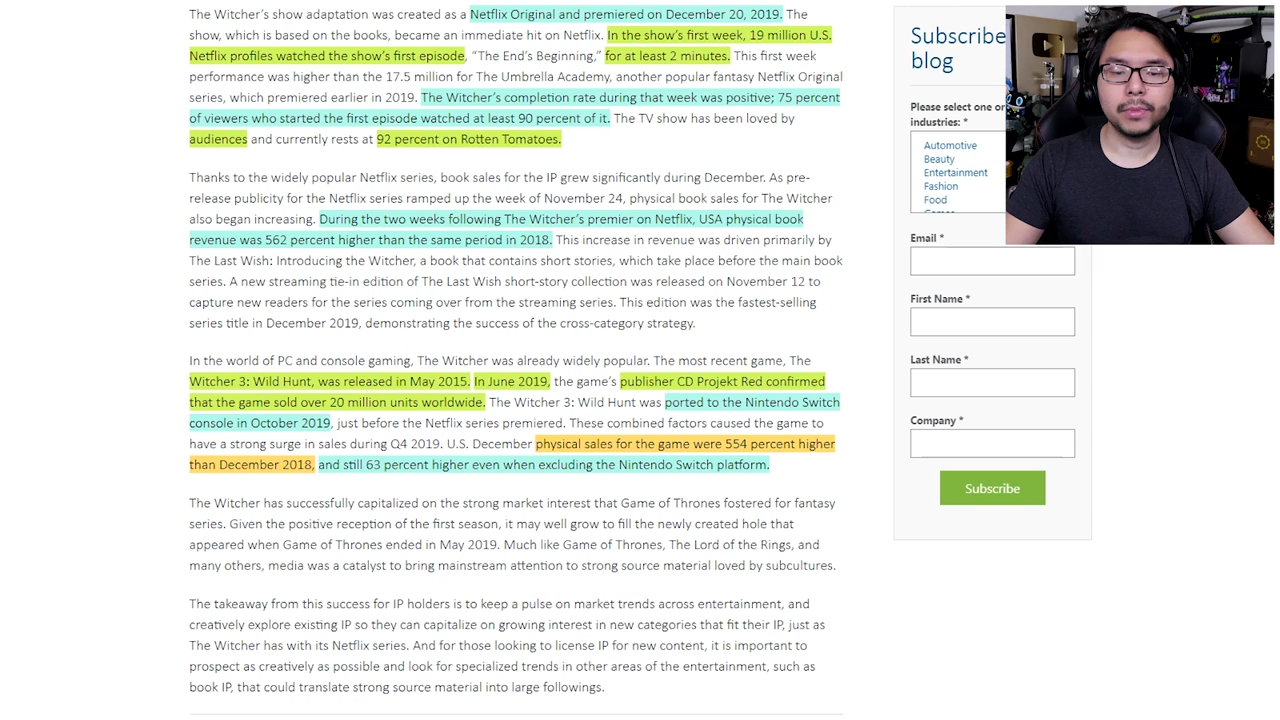 The Witcher's show adaptation was created as a Netflix Original and premiered on December 20, 2019. The
show, which is based on the books, became an immediate hit on Netflix. In the show's first week, 19 million U.S.
Netflix profiles watched the show's first episode, “The End's Beginning,” for at least 2 minutes. This first week
performance was higher than the 17.5 million for The Umbrella Academy, another popular fantasy Netflix Original
series, which premiered earlier in 2019. The Witcher's completion rate during that week was positive; 75 percent
of viewers who started the first episode watched at least 90 percent of it. The TV show has been loved by
audiences and currently rests at 92 percent on Rotten Tomatoes.
Thanks to the widely popular Netflix series, book sales for the IP grew significantly during December. As pre-
release publicity for the Netflix series ramped up the week of November 24, physical book sales for The Witcher
also began increasing. During the two weeks following The Witcher's premier on Netflix, USA physical book
revenue was 562 percent higher than the same period in 2018. This increase in revenue was driven primarily by
The Last Wish: Introducing the Witcher, a book that contains short stories, which take place before the main book
series. A new streaming tie-in edition of The Last Wish short-story collection was released on November 12 to
capture new readers for the series coming over from the streaming series. This edition was the fastest-selling
series title in December 2019, demonstrating the success of the cross-category strategy.
In the world of PC and console gaming, The Witcher was already widely popular. The most recent game, The
Witcher 3: Wild Hunt, was released in May 2015. In June 2019, the game's publisher CD Projekt Red confirmed
that the game sold over 20 million units worldwide. The Witcher 3: Wild Hunt was ported to the Nintendo Switch
console in October 2019, just before the Netflix series premiered. These combined factors caused the game to
have a strong surge in sales during Q4 2019. U.S. December physical sales for the game were 554 percent higher
than December 2018, and still 63 percent higher even when excluding the Nintendo Switch platform.
The Witcher has successfully capitalized on the strong market interest that Game of Thrones fostered for fantasy
series. Given the positive reception of the first season, it may well grow to fill the newly created hole that
appeared when Game of Thrones ended in May 2019. Much like Game of Thrones, The Lord of the Rings, and
many others, media was a catalyst to bring mainstream attention to strong source material loved by subcultures.
The takeaway from this success for IP holders is to keep a pulse on market trends across entertainment, and
creatively explore existing IP so they can capitalize on growing interest in new categories that fit their IP, just as
The Witcher has with its Netflix series. And for those looking to license IP for new content, it is important to
prospect as creatively as possible and look for specialized trends in other areas of the entertainment, such as
book IP, that could translate strong source material into large followings.
Subscribe
blog
Please select one or
industries: *
Automotive
Beauty
Entertainment
Fashion
Food
Email *
First Name *
Last Name *
Company *
Subscribe